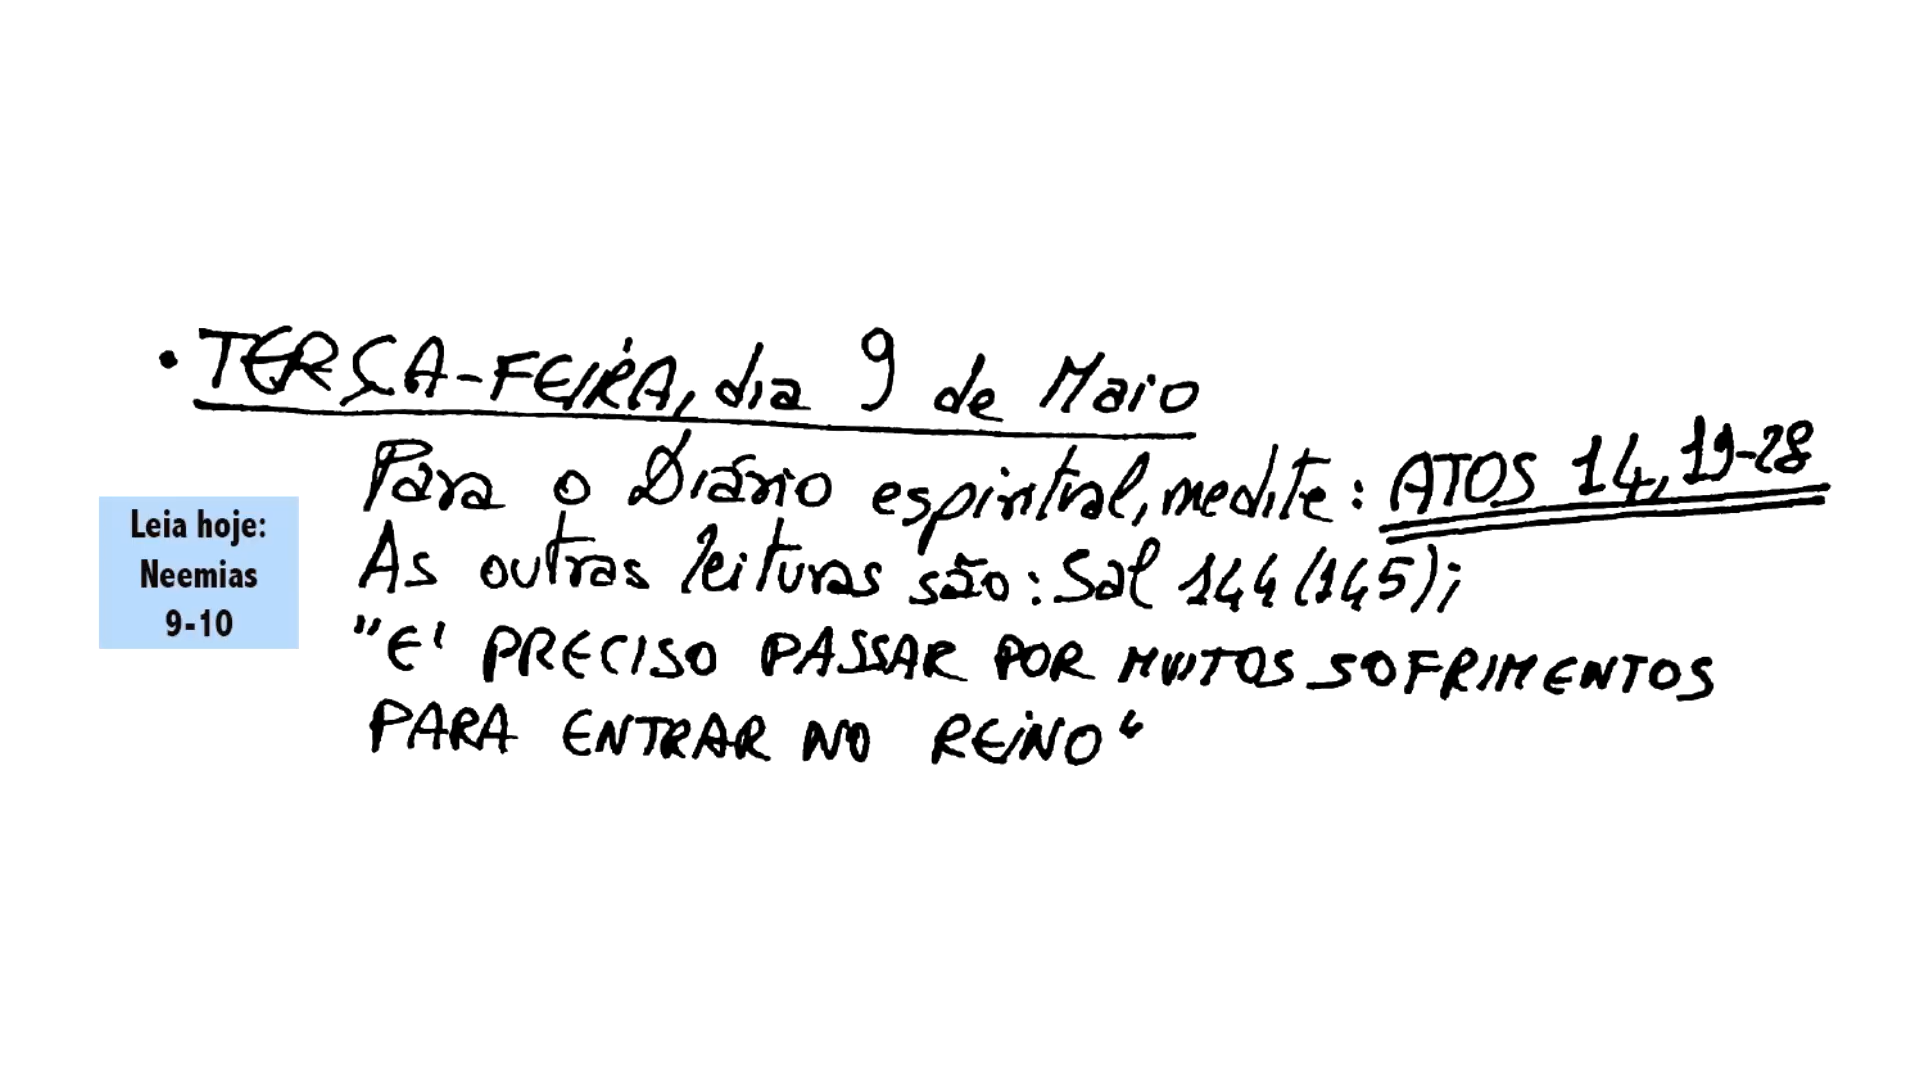 • TERÇA-FEIRA, dia 9 de Maio
Para o Diário espiritual, medite: ATOS 14, 19-28
As outras leituras são: Sal 144 (145);
"E' PRECISO PASSAR POR MUITOS SOFRIMENTOS
PARA ENTRAR NO REINO"
Leia hoje:
Neemias
9-10